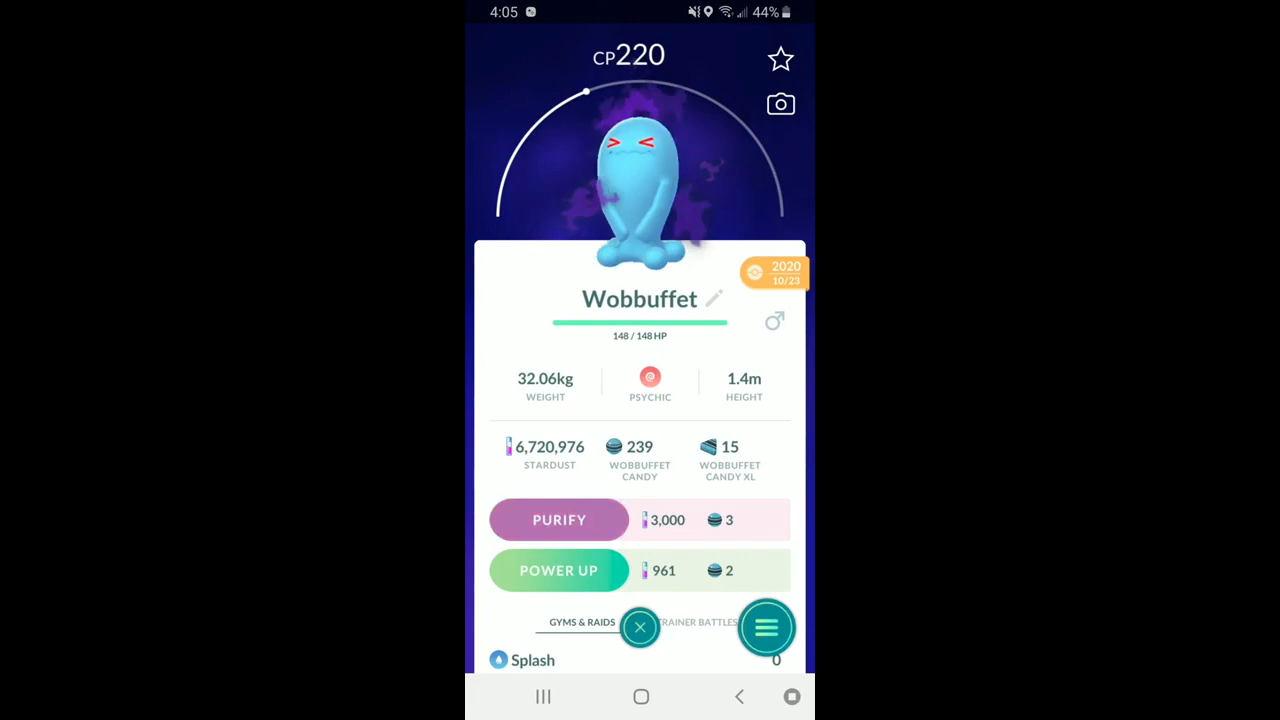 4:05 44%
CP220
2020
10/23
Wobbuffet
148 / 148 HP
32.06kg 1.4m
WEIGHT PSYCHIC HEIGHT
6,720,976 239 15
STARDUST WOBBUFFET WOBBUFFET
CANDY CANDY XL
PURIFY 3,000 3
POWER UP 961 2
GYMS & RAIDS TRAINER BATTLES
Splash 0